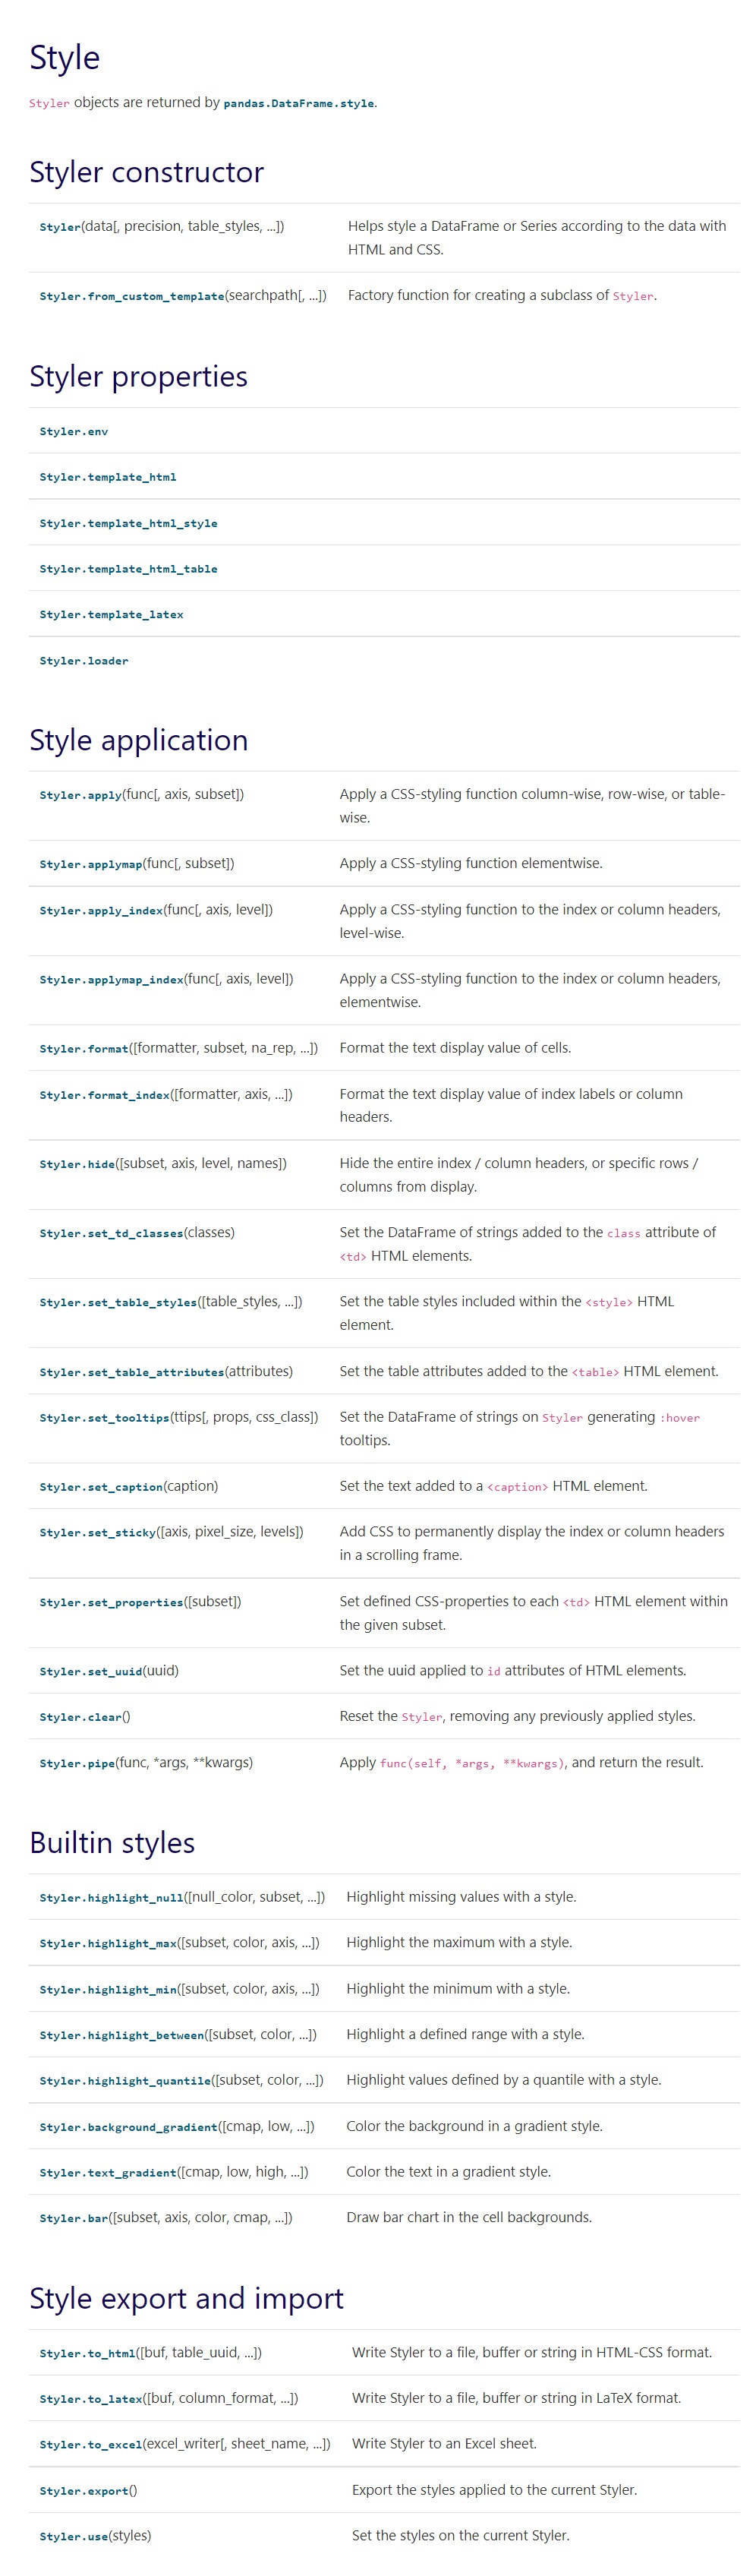 Style
Styler objects are returned by pandas.DataFrame.style.
Styler constructor
Styler(data[, precision, table_styles, ...]) Helps style a DataFrame or Series according to the data with
HTML and CSS.
Styler.from_custom_template(searchpath[, ...]) Factory function for creating a subclass of Styler.
Styler properties
Styler.env
Styler.template_html
Styler.template_html_style
Styler.template_html_table
Styler.template_latex
Styler.loader
Style application
Styler.apply(func[, axis, subset]) Apply a CSS-styling function column-wise, row-wise, or table-
wise.
Styler.applymap(func[, subset]) Apply a CSS-styling function elementwise.
Styler.apply_index(func[, axis, level]) Apply a CSS-styling function to the index or column headers,
level-wise.
Styler.applymap_index(func[, axis, level]) Apply a CSS-styling function to the index or column headers,
elementwise.
Styler.format([formatter, subset, na_rep, ...]) Format the text display value of cells.
Styler.format_index([formatter, axis, ...]) Format the text display value of index labels or column
headers.
Styler.hide([subset, axis, level, names]) Hide the entire index / column headers, or specific rows /
columns from display.
Styler.set_td_classes(classes) Set the DataFrame of strings added to the class attribute of
<td> HTML elements.
Styler.set_table_styles([table_styles, ...]) Set the table styles included within the <style> HTML
element.
Styler.set_table_attributes(attributes) Set the table attributes added to the <table> HTML element.
Styler.set_tooltips(ttips[, props, css_class]) Set the DataFrame of strings on Styler generating :hover
tooltips.
Styler.set_caption(caption) Set the text added to a <caption> HTML element.
Styler.set_sticky([axis, pixel_size, levels]) Add CSS to permanently display the index or column headers
in a scrolling frame.
Styler.set_properties([subset]) Set defined CSS-properties to each <td> HTML element within
the given subset.
Styler.set_uuid(uuid) Set the uuid applied to id attributes of HTML elements.
Styler.clear() Reset the Styler, removing any previously applied styles.
Styler.pipe(func, *args, **kwargs) Apply func(self, *args, **kwargs), and return the result.
Builtin styles
Styler.highlight_null([null_color, subset, ...]) Highlight missing values with a style.
Styler.highlight_max([subset, color, axis, ...]) Highlight the maximum with a style.
Styler.highlight_min([subset, color, axis, ...]) Highlight the minimum with a style.
Styler.highlight_between([subset, color, ...]) Highlight a defined range with a style.
Styler.highlight_quantile([subset, color, ...]) Highlight values defined by a quantile with a style.
Styler.background_gradient([cmap, low, ...]) Color the background in a gradient style.
Styler.text_gradient([cmap, low, high, ...]) Color the text in a gradient style.
Styler.bar([subset, axis, color, cmap, ...]) Draw bar chart in the cell backgrounds.
Style export and import
Styler.to_html([buf, table_uuid, ...]) Write Styler to a file, buffer or string in HTML-CSS format.
Styler.to_latex([buf, column_format, ...]) Write Styler to a file, buffer or string in LaTeX format.
Styler.to_excel(excel_writer[, sheet_name, ...]) Write Styler to an Excel sheet.
Styler.export() Export the styles applied to the current Styler.
Styler.use(styles) Set the styles on the current Styler.